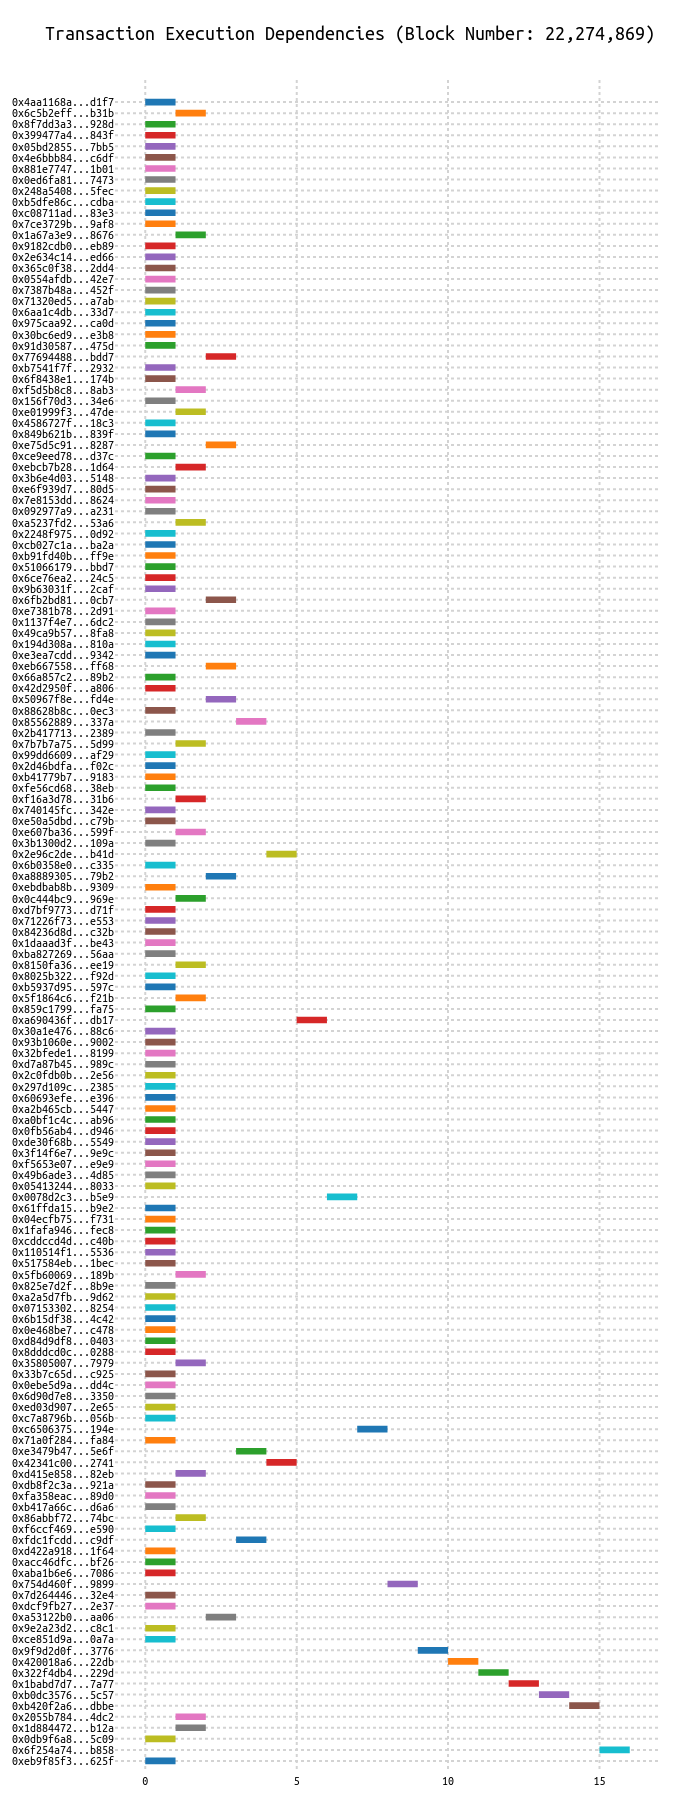 Transaction Execution Dependencies (Block Number: 22,274,869)
0x4aa1168a...d1f7
0x6c5b2eff...b31b
0x8f7dd3a3...928d
0x399477a4...843f
0x05bd2855...7bb5
0x4e6bbb84...c6df
0x881e7747...1b01
0x0ed6fa81...7473
0x248a5408...5fec
0xb5dfe86c...cdba
0xc08711ad...83e3
0x7ce3729b...9af8
0x1a67a3e9...8676
0x9182cdb0...eb89
0x2e634c14...ed66
0x365c0f38...2dd4
0x0554afdb...42e7
0x7387b48a...452f
0x71320ed5...a7ab
0x6aa1c4db...33d7
0x975caa92...ca0d
0x30bc6ed9...e3b8
0x91d30587...475d
0x77694488...bdd7
0xb7541f7f...2932
0x6f8438e1...174b
0xf5d5b8c8...8ab3
0x156f70d3...34e6
0xe01999f3...47de
0x4586727f...18c3
0x849b621b...839f
0xe75d5c91...8287
0xce9eed78...d37c
0xebcb7b28...1d64
0x3b6e4d03...5148
0xe6f939d7...80d5
0x7e8153dd...8624
0x092977a9...a231
0xa5237fd2...53a6
0x2248f975...0d92
0xcb027c1a...ba2a
0xb91fd40b...ff9e
0x51066179...bbd7
0x6ce76ea2...24c5
0x9b63031f...2caf
0x6fb2bd81...0cb7
0xe7381b78...2d91
0x1137f4e7...6dc2
0x49ca9b57...8fa8
0x194d308a...810a
0xe3ea7cdd...9342
0xeb667558...ff68
0x66a857c2...89b2
0x42d2950f...a806
0x50967f8e...fd4e
0x88628b8c...0ec3
0x85562889...337a
0x2b417713...2389
0x7b7b7a75...5d99
0x99dd6609...af29
0x2d46bdfa...f02c
0xb41779b7...9183
0xfe56cd68...38eb
0xf16a3d78...31b6
0x740145fc...342e
0xe50a5dbd...c79b
0xe607ba36...599f
0x3b1300d2...109a
0x2e96c2de...b41d
0x6b0358e0...c335
0xa8889305...79b2
0xebdbab8b...9309
0x0c444bc9...969e
0xd7bf9773...d71f
0x71226f73...e553
0x84236d8d...c32b
0x1daaad3f...be43
0xba827269...56aa
0x8150fa36...ee19
0x8025b322...f92d
0xb5937d95...597c
0x5f1864c6...f21b
0x859c1799...fa75
0xa690436f...db17
0x30a1e476...88c6
0x93b1060e...9002
0x32bfede1...8199
0xd7a87b45...989c
0x2c0fdb0b...2e56
0x297d109c...2385
0x60693efe...e396
0xa2b465cb...5447
0xa0bf1c4c...ab96
0x0fb56ab4...d946
0xde30f68b...5549
0x3f14f6e7...9e9c
0xf5653e07...e9e9
0x49b6ade3...4d85
0x05413244...8033
0x0078d2c3...b5e9
0x61ffda15...b9e2
0x04ecfb75...f731
0x1fafa946...fec8
0xcddccd4d...c40b
0x110514f1...5536
0x517584eb...1bec
0x5fb60069...189b
0x825e7d2f...8b9e
0xa2a5d7fb...9d62
0x07153302...8254
0x6b15df38...4c42
0x0e468be7...c478
0xd84d9df8...0403
0x8dddcd0c...0288
0x35805007...7979
0x33b7c65d...c925
0x0ebe5d9a...dd4c
0x6d90d7e8...3350
0xed03d907...2e65
0xc7a8796b...056b
0xc6506375...194e
0x71a0f284...fa84
0xe3479b47...5e6f
0x42341c00...2741
0xd415e858...82eb
0xdb8f2c3a...921a
0xfa358eac...89d0
0xb417a66c...d6a6
0x86abbf72...74bc
0xf6ccf469...e590
0xfdc1fcdd...c9df
0xd422a918...1f64
0xacc46dfc...bf26
0xaba1b6e6...7086
0x754d460f...9899
0x7d264446...32e4
0xdcf9fb27...2e37
0xa53122b0...aa06
0x9e2a23d2...c8c1
0xce851d9a...0a7a
0x9f9d2d0f...3776
0x420018a6...22db
0x322f4db4...229d
0x1babd7d7...7a77
0xb0dc3576...5c57
0xb420f2a6...dbbe
0x2055b784...4dc2
0x1d884472...b12a
0x0db9f6a8...5c09
0x6f254a74...b858
0xeb9f85f3...625f
0 5 10 15